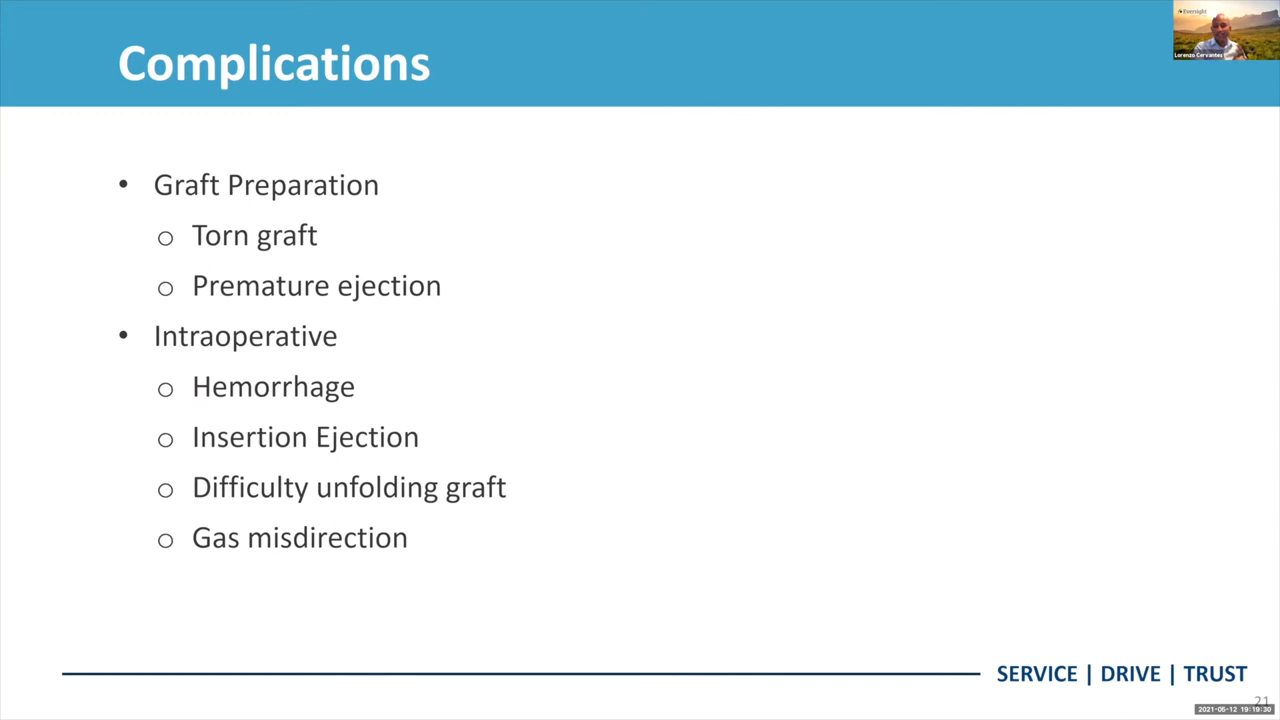 Complications
Eversight
Lorenzo Cervantes
• Graft Preparation
o Torn graft
o Premature ejection
• Intraoperative
o Hemorrhage
o Insertion Ejection
o Difficulty unfolding graft
o Gas misdirection
SERVICE | DRIVE | TRUST
21
2021-05-12 19:19:30